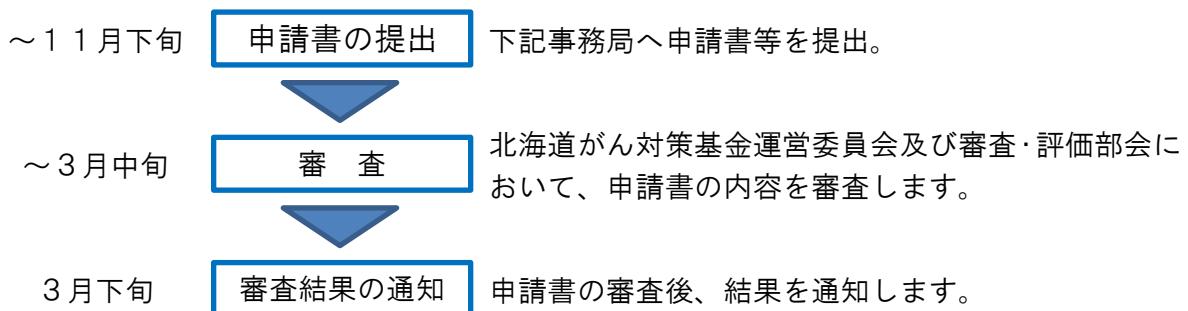 ～１１月下旬 申請書の提出 下記事務局へ申請書等を提出。
～３月中旬 審　査 北海道がん対策基金運営委員会及び審査・評価部会に
おいて、申請書の内容を審査します。
３月下旬 審査結果の通知 申請書の審査後、結果を通知します。